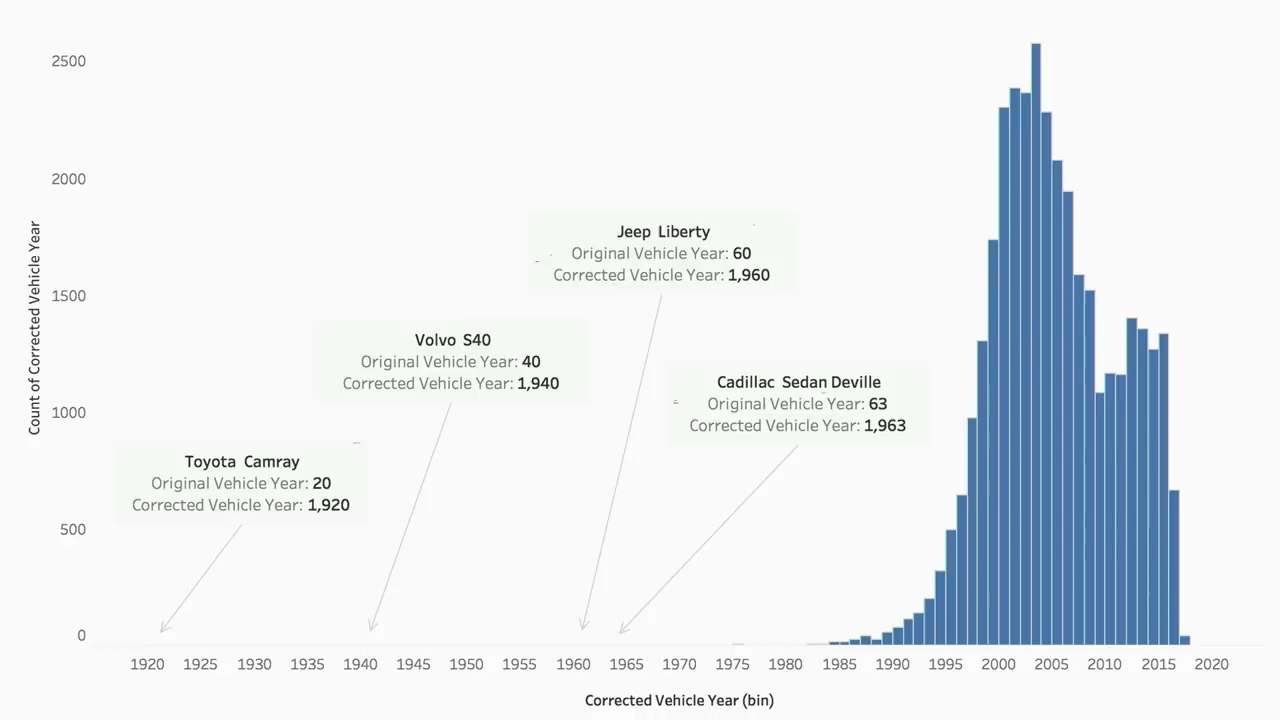 2500
2000
1500
1000
500
0
Count of Corrected Vehicle Year
Jeep Liberty
Original Vehicle Year: 60
Corrected Vehicle Year: 1,960
Volvo S40
Original Vehicle Year: 40
Corrected Vehicle Year: 1,940
Cadillac Sedan Deville
Original Vehicle Year: 63
Corrected Vehicle Year: 1,963
Toyota Camray
Original Vehicle Year: 20
Corrected Vehicle Year: 1,920
1920 1925 1930 1935 1940 1945 1950 1955 1960 1965 1970 1975 1980 1985 1990 1995 2000 2005 2010 2015 2020
Corrected Vehicle Year (bin)